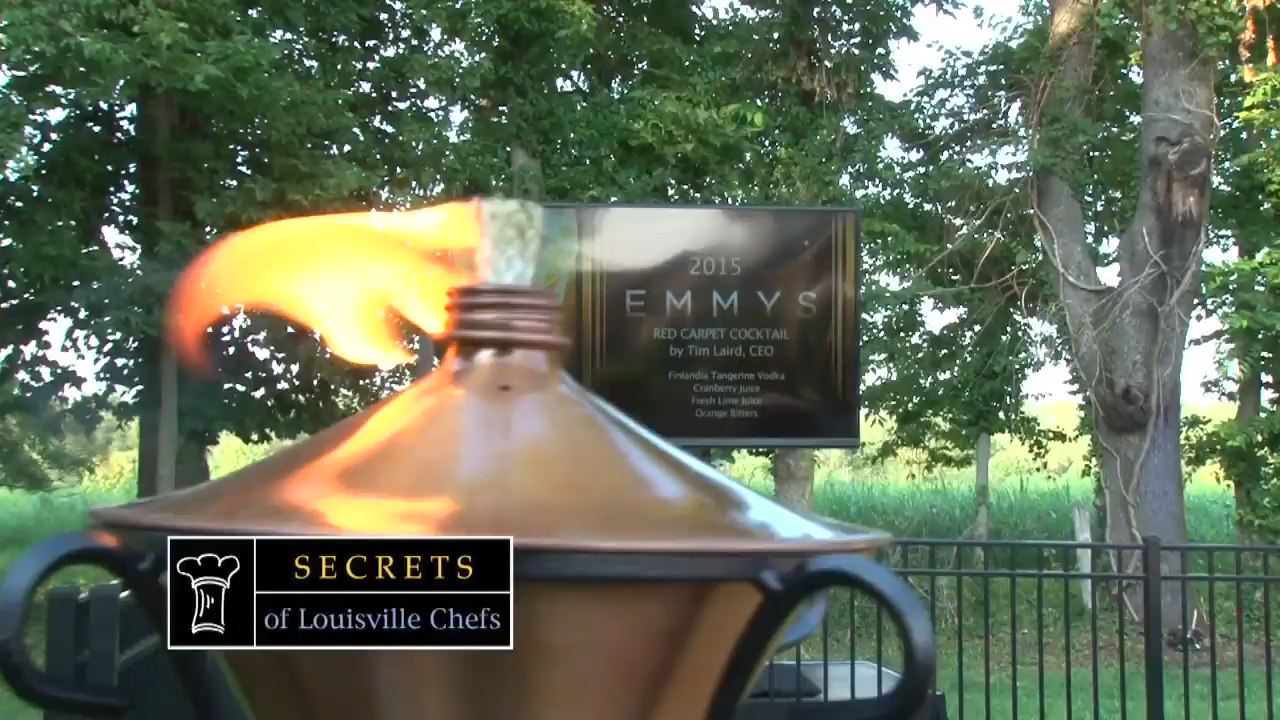 2015
EMMYS
RED CARPET COCKTAIL
by Tim Laird, CEO
Finlandia Tangerine Vodka
Cranberry Juice
Fresh Lime Juice
Orange Bitters
SECRETS
of Louisville Chefs